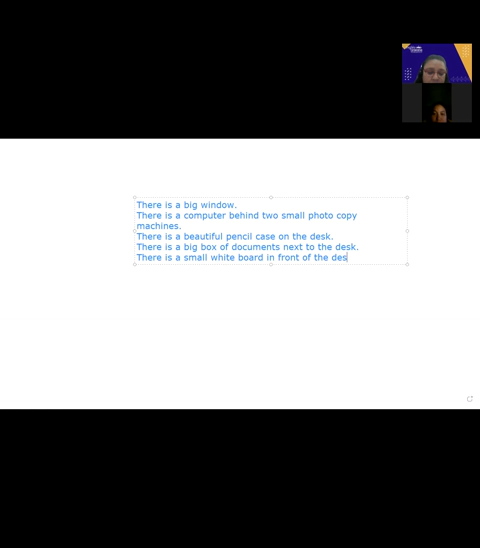 There is a big window.
There is a computer behind two small photo copy
machines.
There is a beautiful pencil case on the desk.
There is a big box of documents next to the desk.
There is a small white board in front of the des